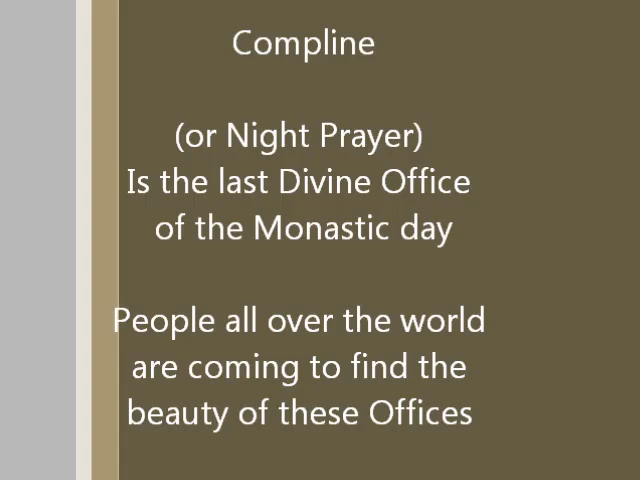 Compline
(or Night Prayer)
Is the last Divine Office
of the Monastic day
People all over the world
are coming to find the
beauty of these Offices